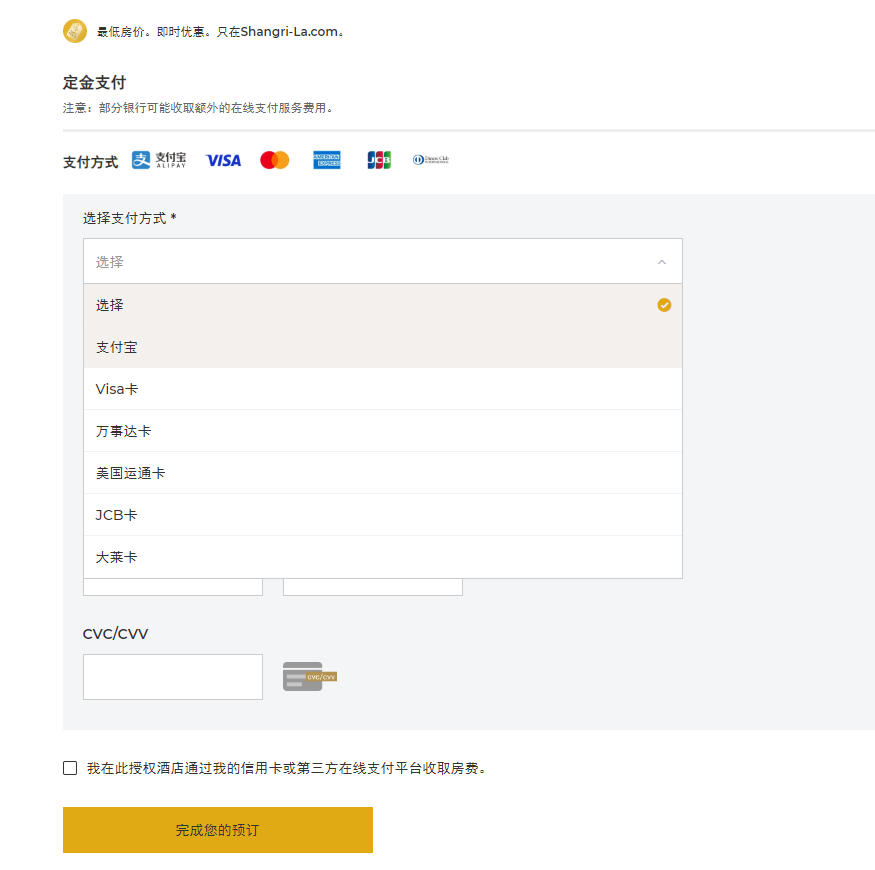 最低房价。即时优惠。只在Shangri-La.com。
定金支付
注意：部分银行可能收取额外的在线支付服务费用。
支付方式 支 支付宝 ALIPAY VISA AMERICAN EXPRESS JCB Diners Club
选择支付方式 *
选择
选择
支付宝
Visa卡
万事达卡
美国运通卡
JCB卡
大莱卡
CVC/CVV
CVC/CVV
我在此授权酒店通过我的信用卡或第三方在线支付平台收取房费。
完成您的预订